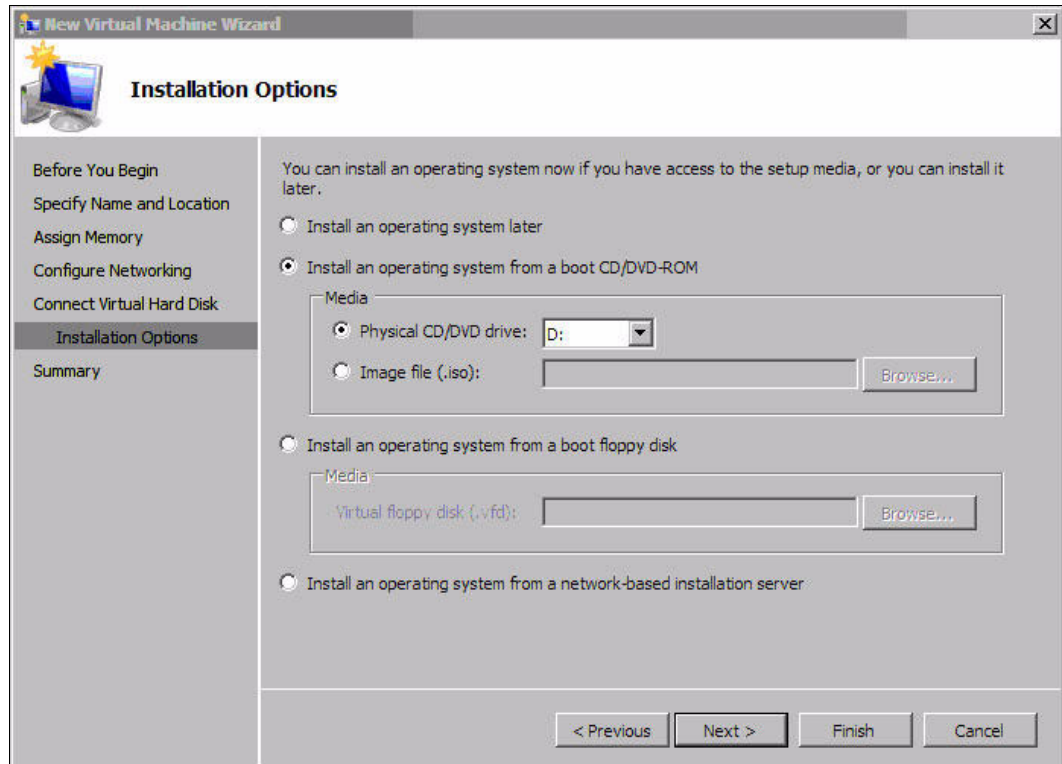 New Virtual Machine Wizard
Installation Options
Before You Begin
Specify Name and Location
Assign Memory
Configure Networking
Connect Virtual Hard Disk
Installation Options
Summary
You can install an operating system now if you have access to the setup media, or you can install it
later.
Install an operating system later
Install an operating system from a boot CD/DVD-ROM
Media
Physical CD/DVD drive: D:
Image file (.iso): Browse...
Install an operating system from a boot floppy disk
Media
Virtual floppy disk (.vfd): Browse...
Install an operating system from a network-based installation server
< Previous Next > Finish Cancel